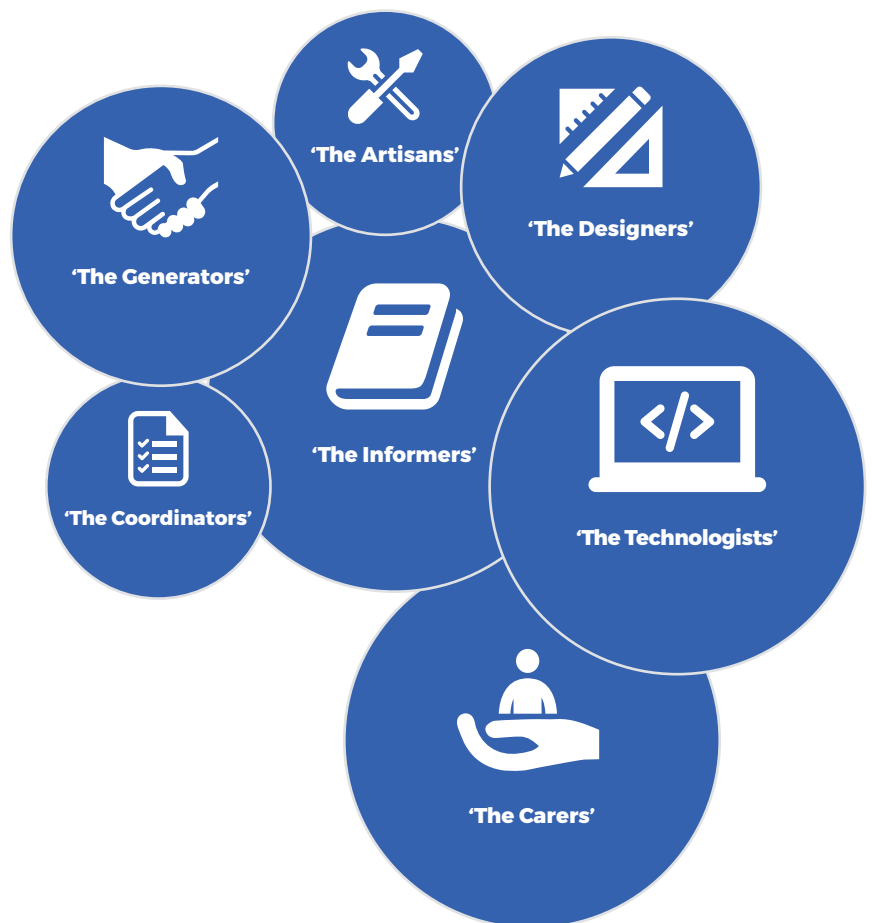 ‘The Artisans’
‘The Designers’
‘The Generators’
‘The Informers’
‘The Coordinators’
‘The Technologists’
‘The Carers’